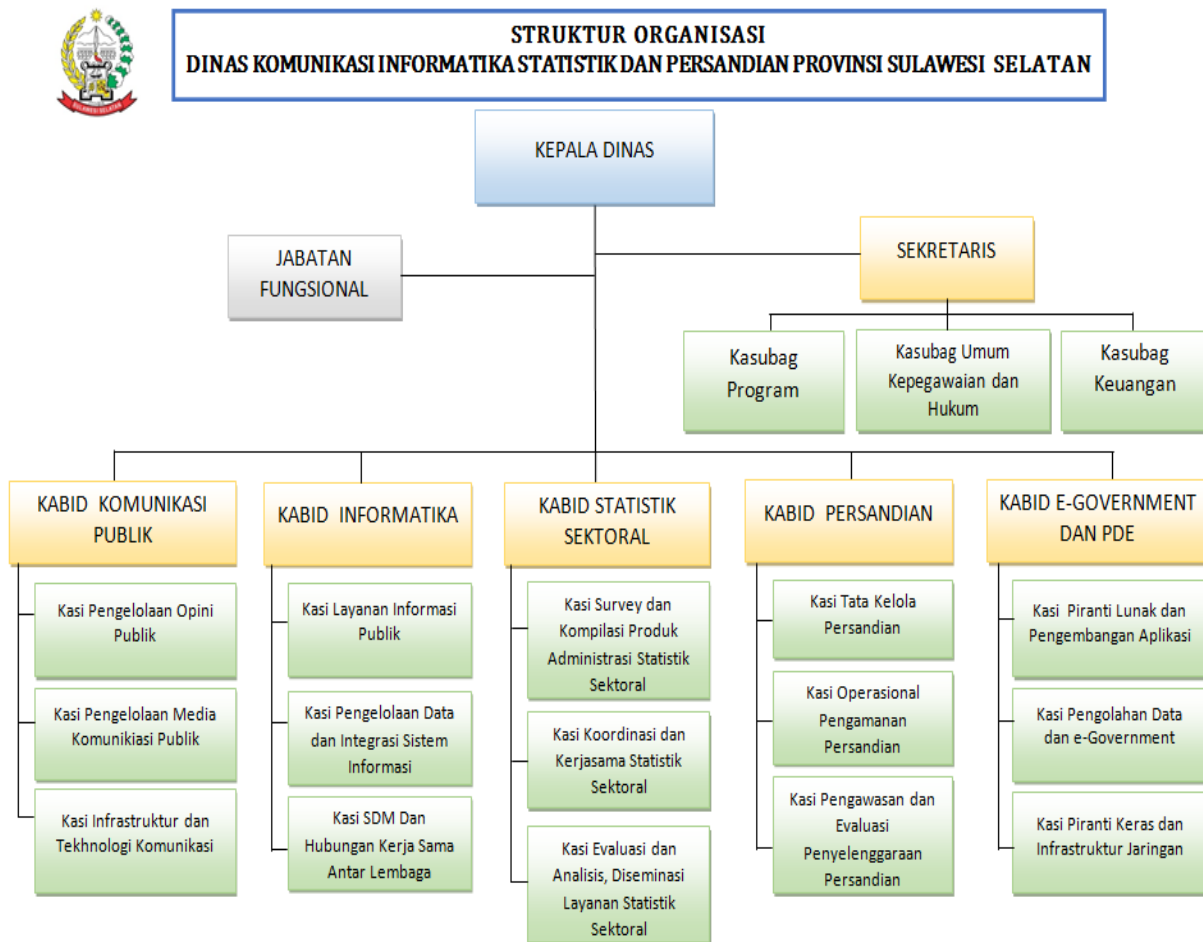 STRUKTUR ORGANISASI
DINAS KOMUNIKASI INFORMATIKA STATISTIK DAN PERSANDIAN PROVINSI SULAWESI SELATAN
SULAWESI SELATAN
KEPALA DINAS
JABATAN
FUNGSIONAL
SEKRETARIS
Kasubag
Program
Kasubag Umum
Kepegawaian dan
Hukum
Kasubag
Keuangan
KABID KOMUNIKASI
PUBLIK
Kasi Pengelolaan Opini
Publik
Kasi Pengelolaan Media
Komunikiasi Publik
Kasi Infrastruktur dan
Tekhnologi Komunikasi
KABID INFORMATIKA
Kasi Layanan Informasi
Publik
Kasi Pengelolaan Data
dan Integrasi Sistem
Informasi
Kasi SDM Dan
Hubungan Kerja Sama
Antar Lembaga
KABID STATISTIK
SEKTORAL
Kasi Survey dan
Kompilasi Produk
Administrasi Statistik
Sektoral
Kasi Koordinasi dan
Kerjasama Statistik
Sektoral
Kasi Evaluasi dan
Analisis, Diseminasi
Layanan Statistik
Sektoral
KABID PERSANDIAN
Kasi Tata Kelola
Persandian
Kasi Operasional
Pengamanan
Persandian
Kasi Pengawasan dan
Evaluasi
Penyelenggaraan
Persandian
KABID E-GOVERNMENT
DAN PDE
Kasi Piranti Lunak dan
Pengembangan Aplikasi
Kasi Pengolahan Data
dan e-Government
Kasi Piranti Keras dan
Infrastruktur Jaringan